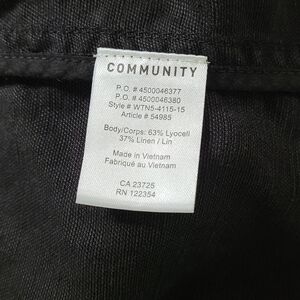 COMMUNITY
P.O. # 4500046377
P.O. # 4500046380
Style # WTN5-4115-15
Article # 54985
Body/Corps: 63% Lyocell
37% Linen / Lin
Made in Vietnam
Fabriqué au Vietnam
CA 23725
RN 122354